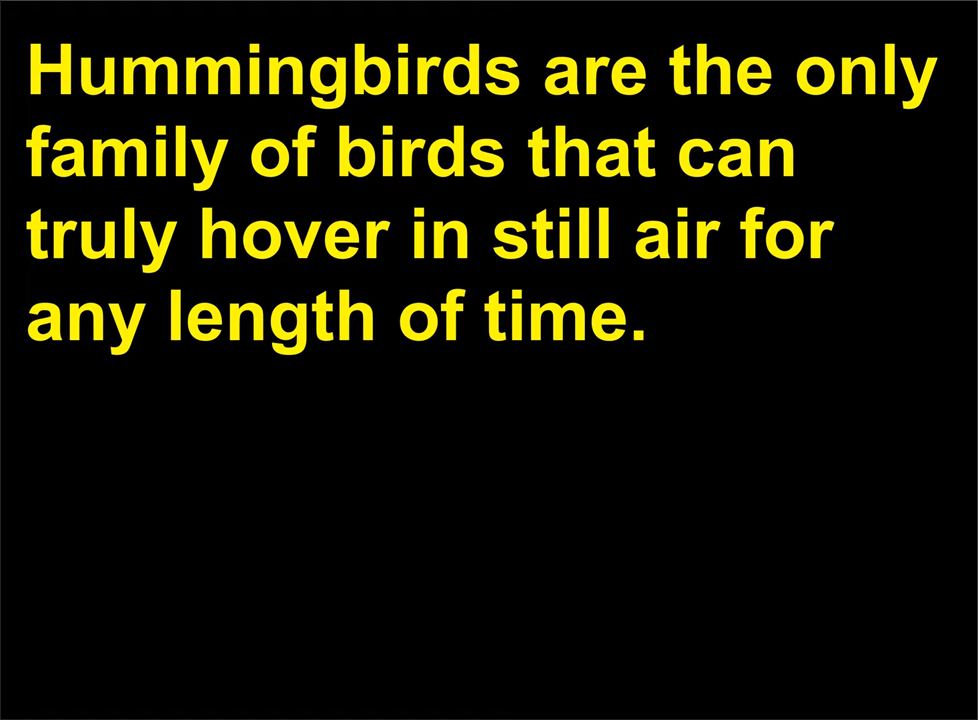 Hummingbirds are the only
family of birds that can
truly hover in still air for
any length of time.